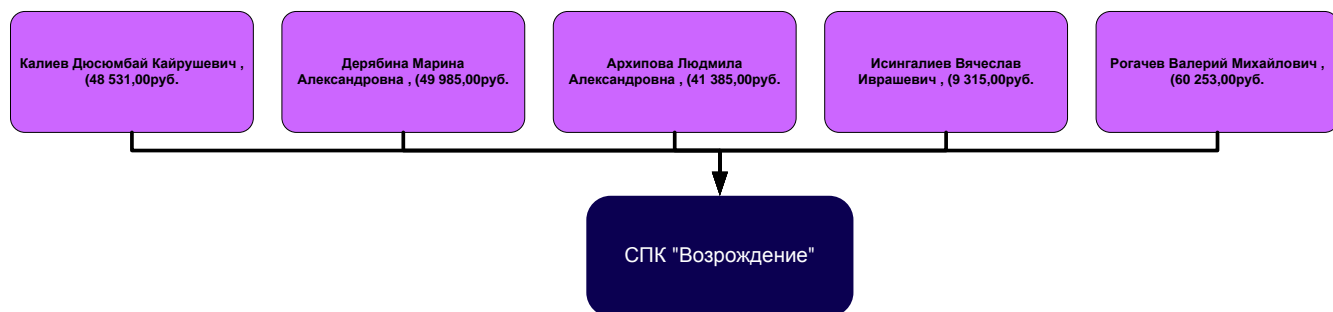 Калиев Дюсюмбай Кайрушевич ,
(48 531,00руб.
Дерябина Марина
Александровна , (49 985,00руб.
Архипова Людмила
Александровна , (41 385,00руб.
Исингалиев Вячеслав
Иврашевич , (9 315,00руб.
Рогачев Валерий Михайлович ,
(60 253,00руб.
СПК "Возрождение"